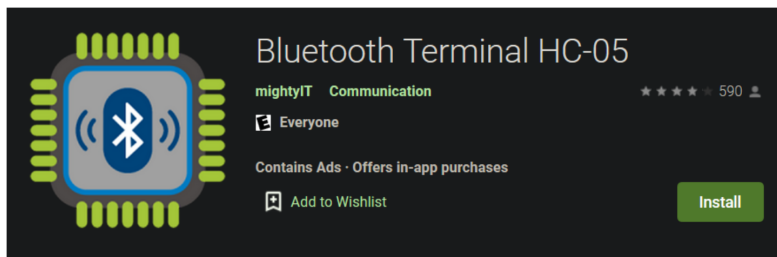 Bluetooth Terminal HC-05
mightyIT Communication 590
E Everyone
Contains Ads · Offers in-app purchases
Add to Wishlist Install